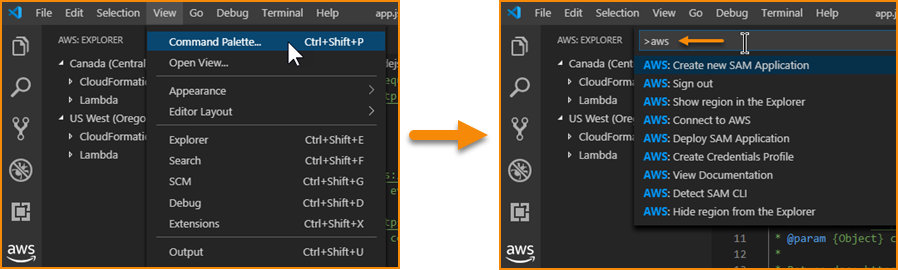 File Edit Selection View Go Debug Terminal Help app.j
AWS: EXPLORER
Canada (Central
CloudFormatio
Lambda
US West (Orego
CloudFormatio
Lambda
Command Palette... Ctrl+Shift+P
Open View...
Appearance
Editor Layout
Explorer Ctrl+Shift+E
Search Ctrl+Shift+F
SCM Ctrl+Shift+G
Debug Ctrl+Shift+D
Extensions Ctrl+Shift+X
Output Ctrl+Shift+U
aws
File Edit Selection View Go Debug Terminal Help
AWS: EXPLORER
Canada (Central
CloudFormatio
Lambda
US West (Orego
CloudFormatio
Lambda
>aws
AWS: Create new SAM Application
AWS: Sign out
AWS: Show region in the Explorer
AWS: Connect to AWS
AWS: Deploy SAM Application
AWS: Create Credentials Profile
AWS: View Documentation
AWS: Detect SAM CLI
AWS: Hide region from the Explorer
11 * @param {Object} c
12 *
aws